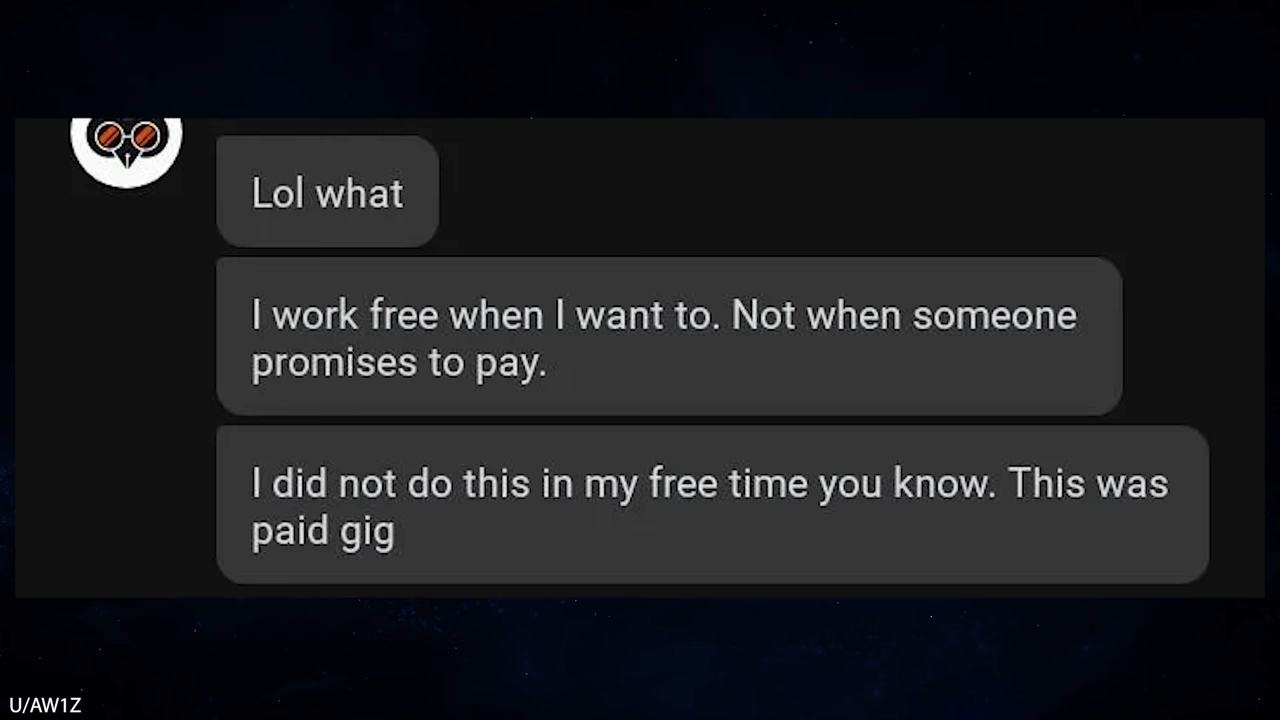 Lol what
I work free when I want to. Not when someone
promises to pay.
I did not do this in my free time you know. This was
paid gig
U/AW1Z